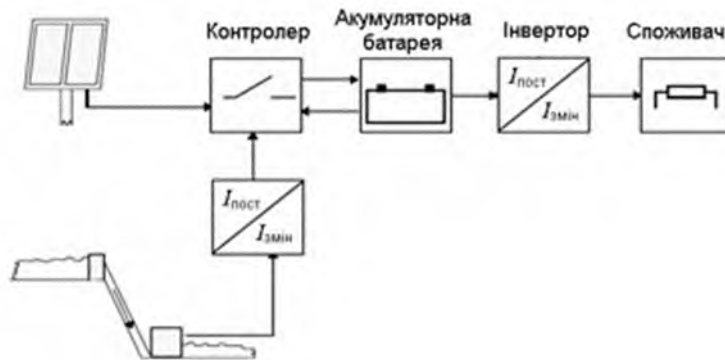 Контролер
Акумуляторна
батарея
Інвертор
Споживач
Iпост
Iзмін
Iпост
Iзмін